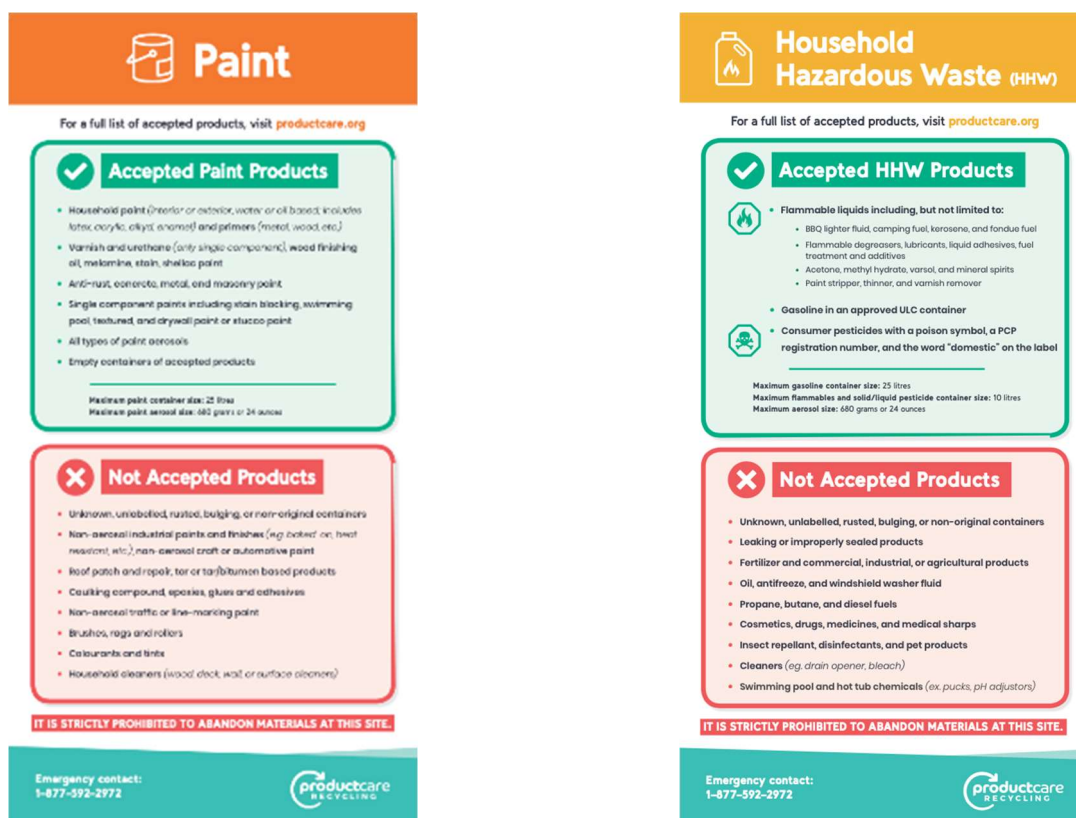 Paint
For a full list of accepted products, visit productcare.org
Accepted Paint Products
• Household paint (interior or exterior, water or oil based; includes
latex, acrylic, alkyd, enamel) and primers (metal, wood, etc.)
• Varnish and urethane (only single component), wood finishing
oil, melamine, stain, shellac paint
• Anti-rust, concrete, metal, and masonry paint
• Single component paints including stain blocking, swimming
pool, textured, and drywall paint or stucco paint
• All types of paint aerosols
• Empty containers of accepted products
Maximum paint container size: 25 litres
Maximum paint aerosol size: 680 grams or 24 ounces
Not Accepted Products
• Unknown, unlabelled, rusted, bulging, or non-original containers
• Non-aerosol industrial paints and finishes (e.g. baked on, heat
resistant, etc.), non-aerosol craft or automotive paint
• Roof patch and repair, tar or tar/bitumen based products
• Caulking compound, epoxies, glues and adhesives
• Non-aerosol traffic or line-marking paint
• Brushes, rags and rollers
• Colourants and tints
• Household cleaners (wood, deck, wall, or surface cleaners)
IT IS STRICTLY PROHIBITED TO ABANDON MATERIALS AT THIS SITE.
Emergency contact:
1-877-592-2972
productcare
RECYCLING
Household
Hazardous Waste (HHW)
For a full list of accepted products, visit productcare.org
Accepted HHW Products
• Flammable liquids including, but not limited to:
• BBQ lighter fluid, camping fuel, kerosene, and fondue fuel
• Flammable degreasers, lubricants, liquid adhesives, fuel
treatment and additives
• Acetone, methyl hydrate, varsol, and mineral spirits
• Paint stripper, thinner, and varnish remover
• Gasoline in an approved ULC container
• Consumer pesticides with a poison symbol, a PCP
registration number, and the word "domestic" on the label
Maximum gasoline container size: 25 litres
Maximum flammables and solid/liquid pesticide container size: 10 litres
Maximum aerosol size: 680 grams or 24 ounces
Not Accepted Products
• Unknown, unlabelled, rusted, bulging, or non-original containers
• Leaking or improperly sealed products
• Fertilizer and commercial, industrial, or agricultural products
• Oil, antifreeze, and windshield washer fluid
• Propane, butane, and diesel fuels
• Cosmetics, drugs, medicines, and medical sharps
• Insect repellant, disinfectants, and pet products
• Cleaners (eg. drain opener, bleach)
• Swimming pool and hot tub chemicals (ex. pucks, pH adjustors)
IT IS STRICTLY PROHIBITED TO ABANDON MATERIALS AT THIS SITE.
Emergency contact:
1-877-592-2972
productcare
RECYCLING